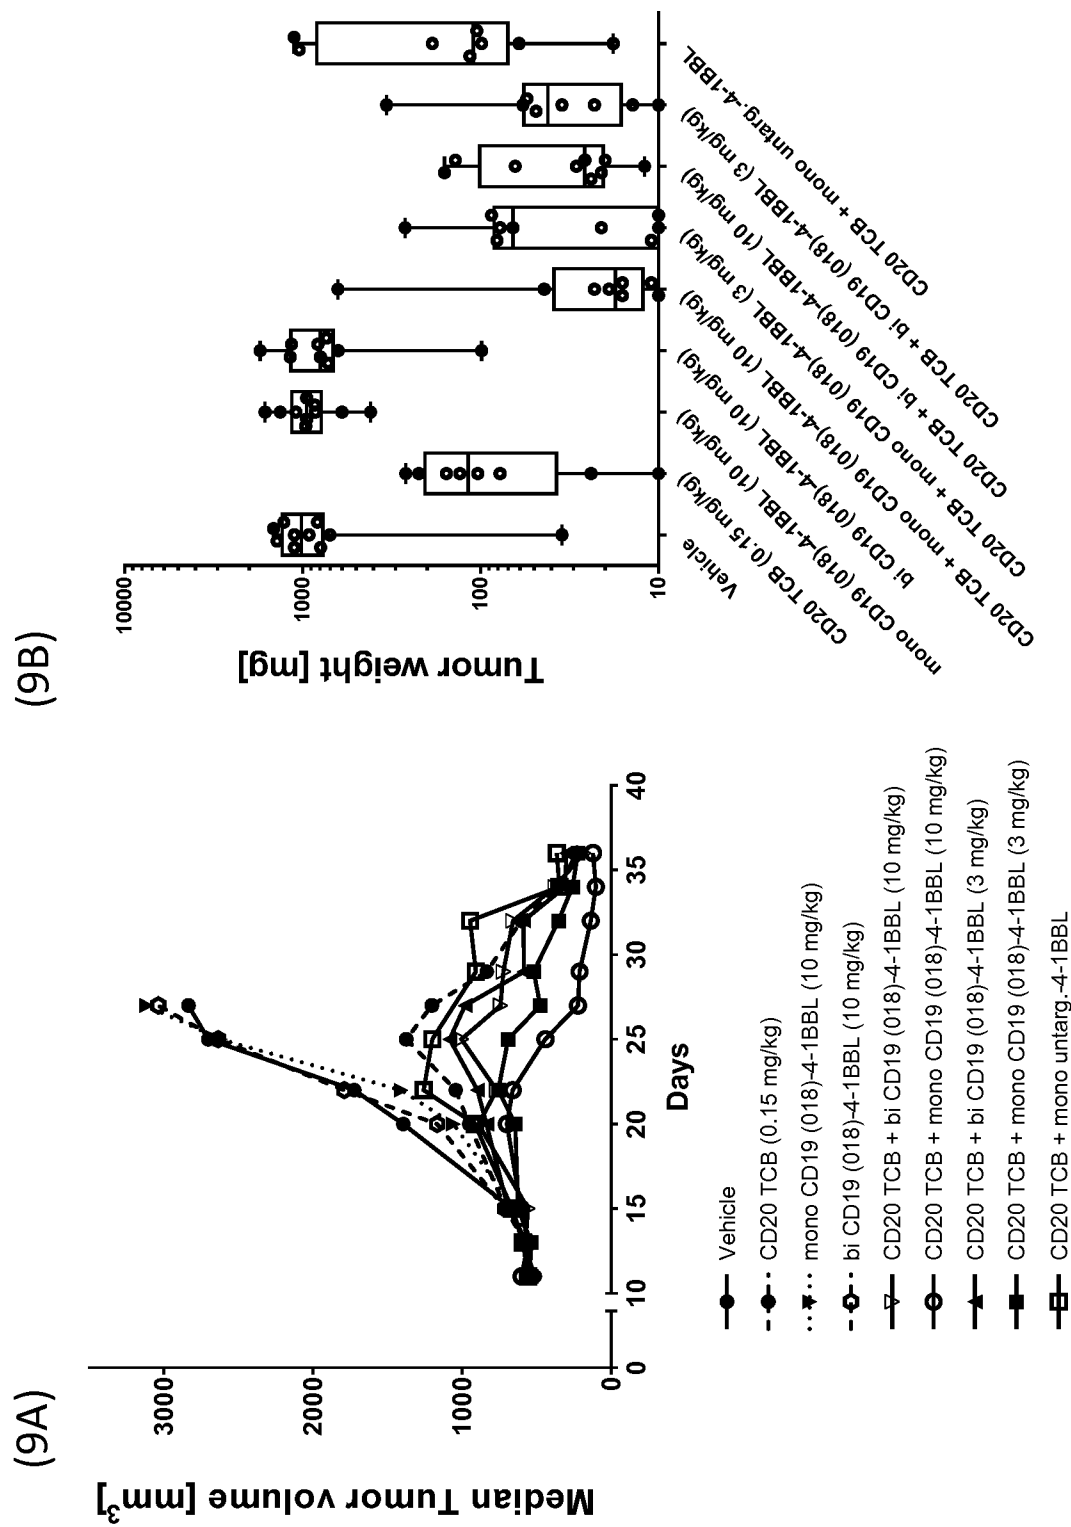 (9A)
Median Tumor volume [mm³]
3000
2000
1000
0
0
10
15
20
25
30
35
40
Days
Vehicle
CD20 TCB (0.15 mg/kg)
mono CD19 (018)-4-1BBL (10 mg/kg)
bi CD19 (018)-4-1BBL (10 mg/kg)
CD20 TCB + bi CD19 (018)-4-1BBL (10 mg/kg)
CD20 TCB + mono CD19 (018)-4-1BBL (10 mg/kg)
CD20 TCB + bi CD19 (018)-4-1BBL (3 mg/kg)
CD20 TCB + mono CD19 (018)-4-1BBL (3 mg/kg)
CD20 TCB + mono untarg.-4-1BBL
(9B)
Tumor weight [mg]
10000
1000
100
10
Vehicle
CD20 TCB (0.15 mg/kg)
mono CD19 (018)-4-1BBL (10 mg/kg)
bi CD19 (018)-4-1BBL (10 mg/kg)
CD20 TCB + mono CD19 (018)-4-1BBL (10 mg/kg)
CD20 TCB + mono CD19 (018)-4-1BBL (3 mg/kg)
CD20 TCB + bi CD19 (018)-4-1BBL (10 mg/kg)
CD20 TCB + bi CD19 (018)-4-1BBL (3 mg/kg)
CD20 TCB + mono untarg.-4-1BBL